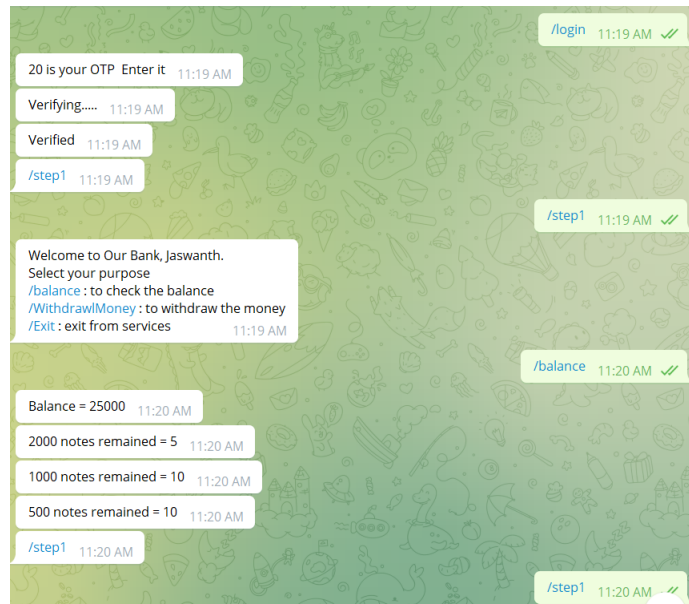 /login 11:19 AM
20 is your OTP  Enter it 11:19 AM
Verifying..... 11:19 AM
Verified 11:19 AM
/step1 11:19 AM
/step1 11:19 AM
Welcome to Our Bank, Jaswanth.
Select your purpose
/balance : to check the balance
/WithdrawlMoney : to withdraw the money
/Exit : exit from services 11:19 AM
/balance 11:20 AM
Balance = 25000 11:20 AM
2000 notes remained = 5 11:20 AM
1000 notes remained = 10 11:20 AM
500 notes remained = 10 11:20 AM
/step1 11:20 AM
/step1 11:20 AM